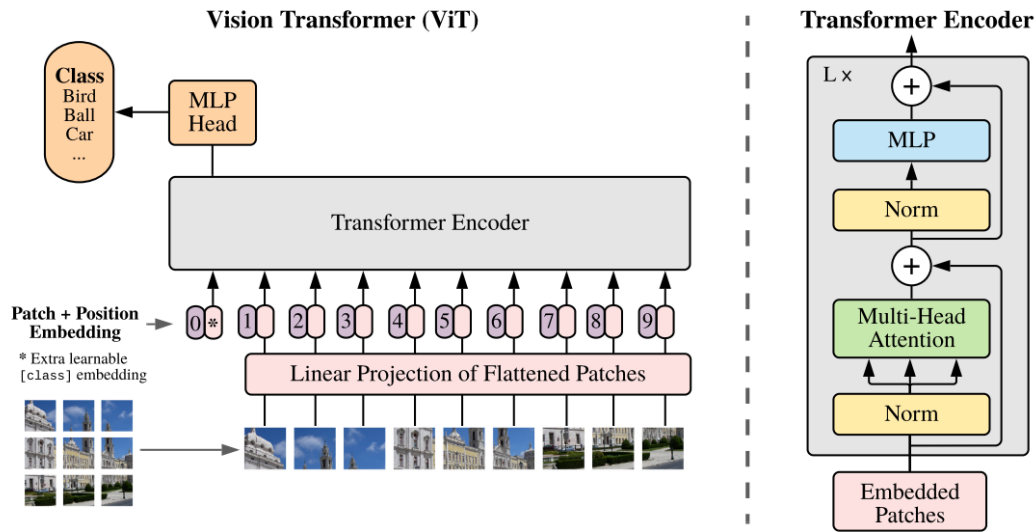 Vision Transformer (ViT)
Class
Bird
Ball
Car
...
MLP
Head
Transformer Encoder
Patch + Position
Embedding
* Extra learnable
[class] embedding
0 * 1 2 3 4 5 6 7 8 9
Linear Projection of Flattened Patches
Transformer Encoder
L ×
+
MLP
Norm
+
Multi-Head
Attention
Norm
Embedded
Patches